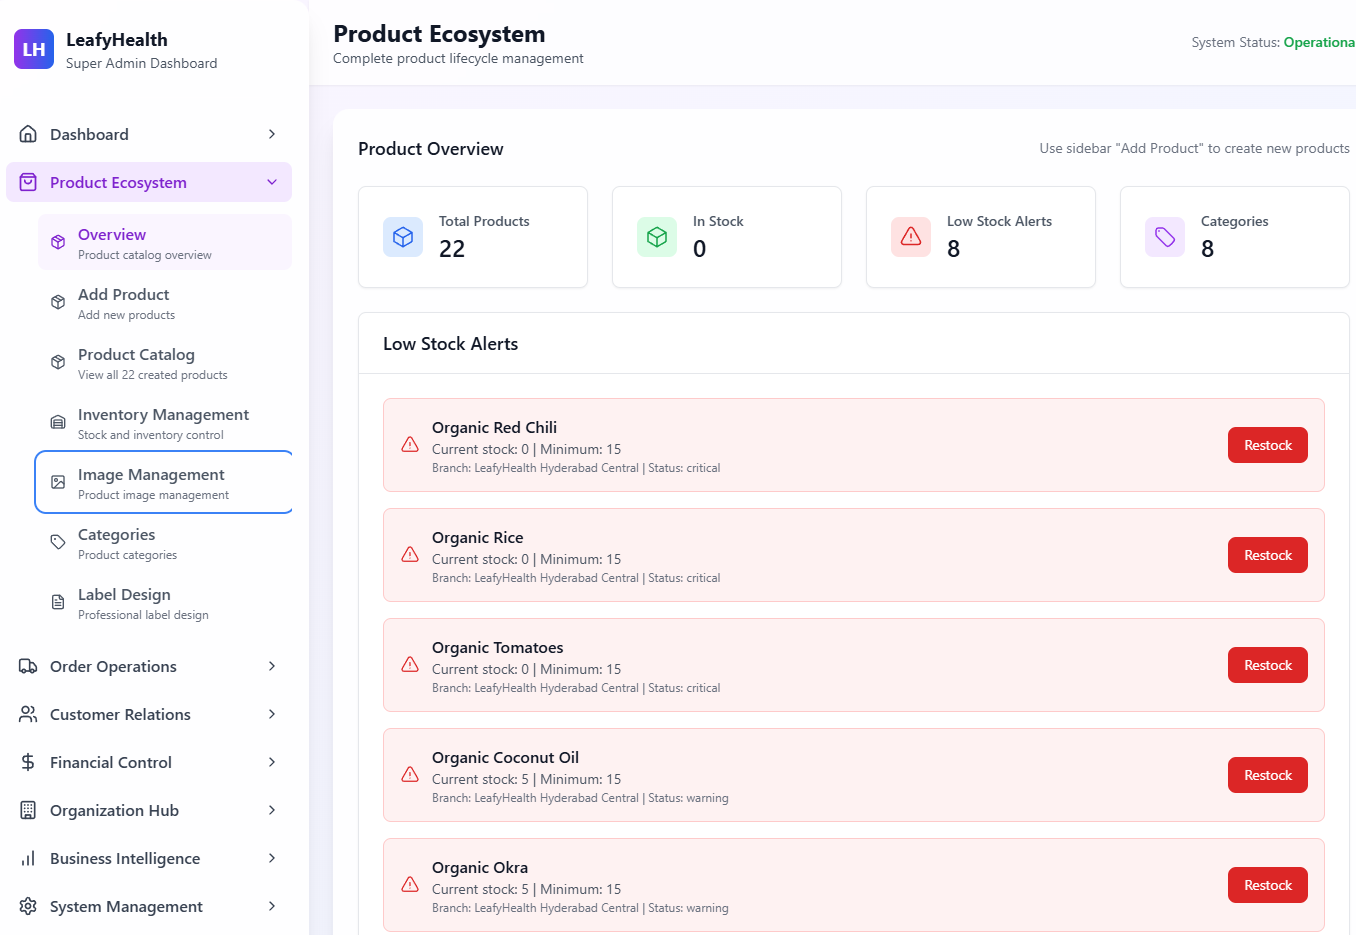 LH
LeafyHealth
Super Admin Dashboard
Dashboard
Product Ecosystem
Overview
Product catalog overview
Add Product
Add new products
Product Catalog
View all 22 created products
Inventory Management
Stock and inventory control
Image Management
Product image management
Categories
Product categories
Label Design
Professional label design
Order Operations
Customer Relations
Financial Control
Organization Hub
Business Intelligence
System Management
Product Ecosystem
Complete product lifecycle management
System Status: Operationa
Product Overview
Use sidebar "Add Product" to create new products
Total Products
22
In Stock
0
Low Stock Alerts
8
Categories
8
Low Stock Alerts
Organic Red Chili
Current stock: 0 | Minimum: 15
Branch: LeafyHealth Hyderabad Central | Status: critical
Restock
Organic Rice
Current stock: 0 | Minimum: 15
Branch: LeafyHealth Hyderabad Central | Status: critical
Restock
Organic Tomatoes
Current stock: 0 | Minimum: 15
Branch: LeafyHealth Hyderabad Central | Status: critical
Restock
Organic Coconut Oil
Current stock: 5 | Minimum: 15
Branch: LeafyHealth Hyderabad Central | Status: warning
Restock
Organic Okra
Current stock: 5 | Minimum: 15
Branch: LeafyHealth Hyderabad Central | Status: warning
Restock